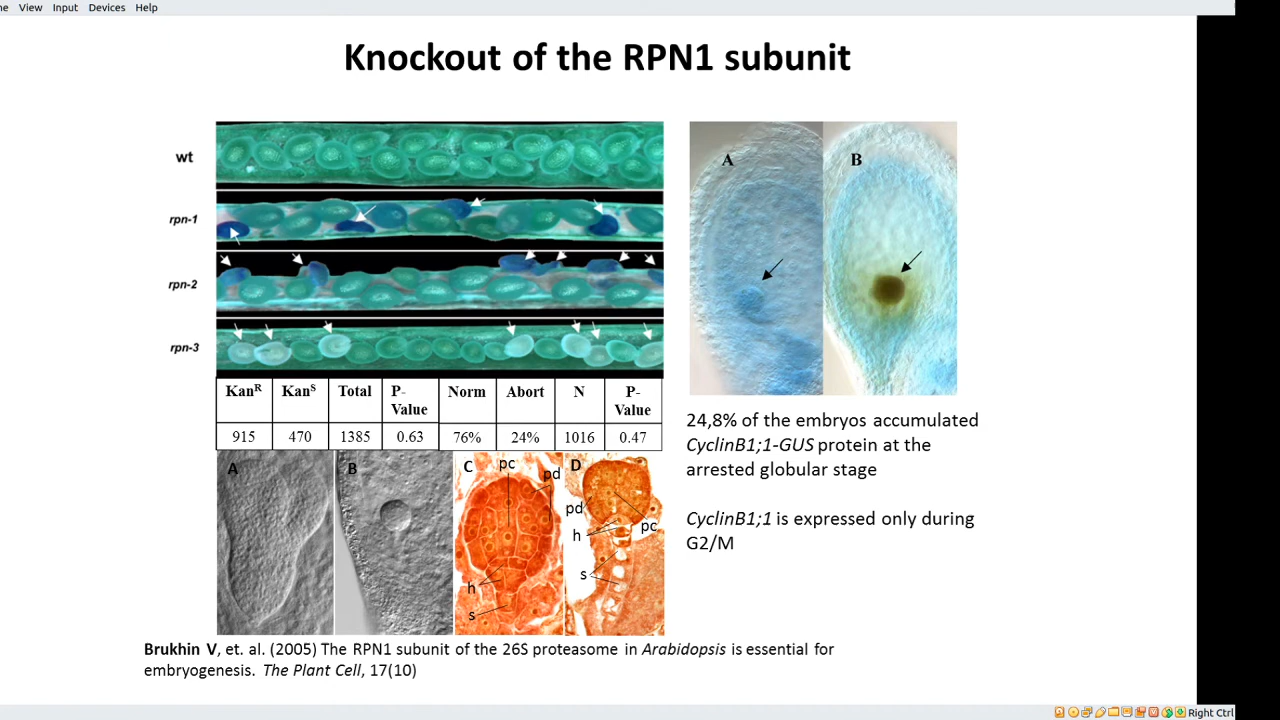 View Input Devices Help
Knockout of the RPN1 subunit
wt
rpn-1
rpn-2
rpn-3
A B
KanR KanS Total P-Value Norm Abort N P-Value
915 470 1385 0.63 76% 24% 1016 0.47
A B C pc pd D
pd h pc
s
h
s
24,8% of the embryos accumulated
CyclinB1;1-GUS protein at the
arrested globular stage
CyclinB1;1 is expressed only during
G2/M
Brukhin V, et. al. (2005) The RPN1 subunit of the 26S proteasome in Arabidopsis is essential for
embryogenesis. The Plant Cell, 17(10)
Right Ctrl